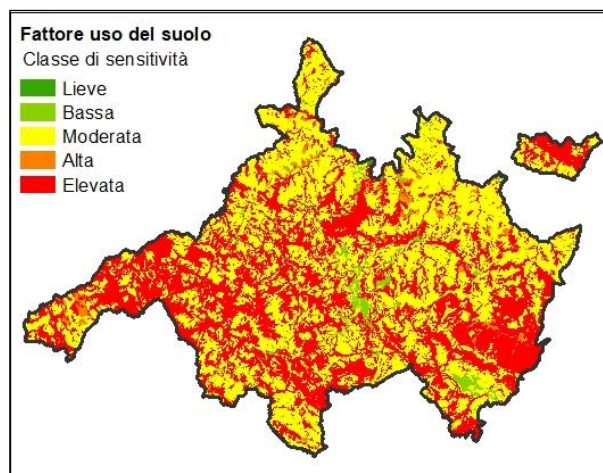 Fattore uso del suolo
Classe di sensitività
Lieve
Bassa
Moderata
Alta
Elevata